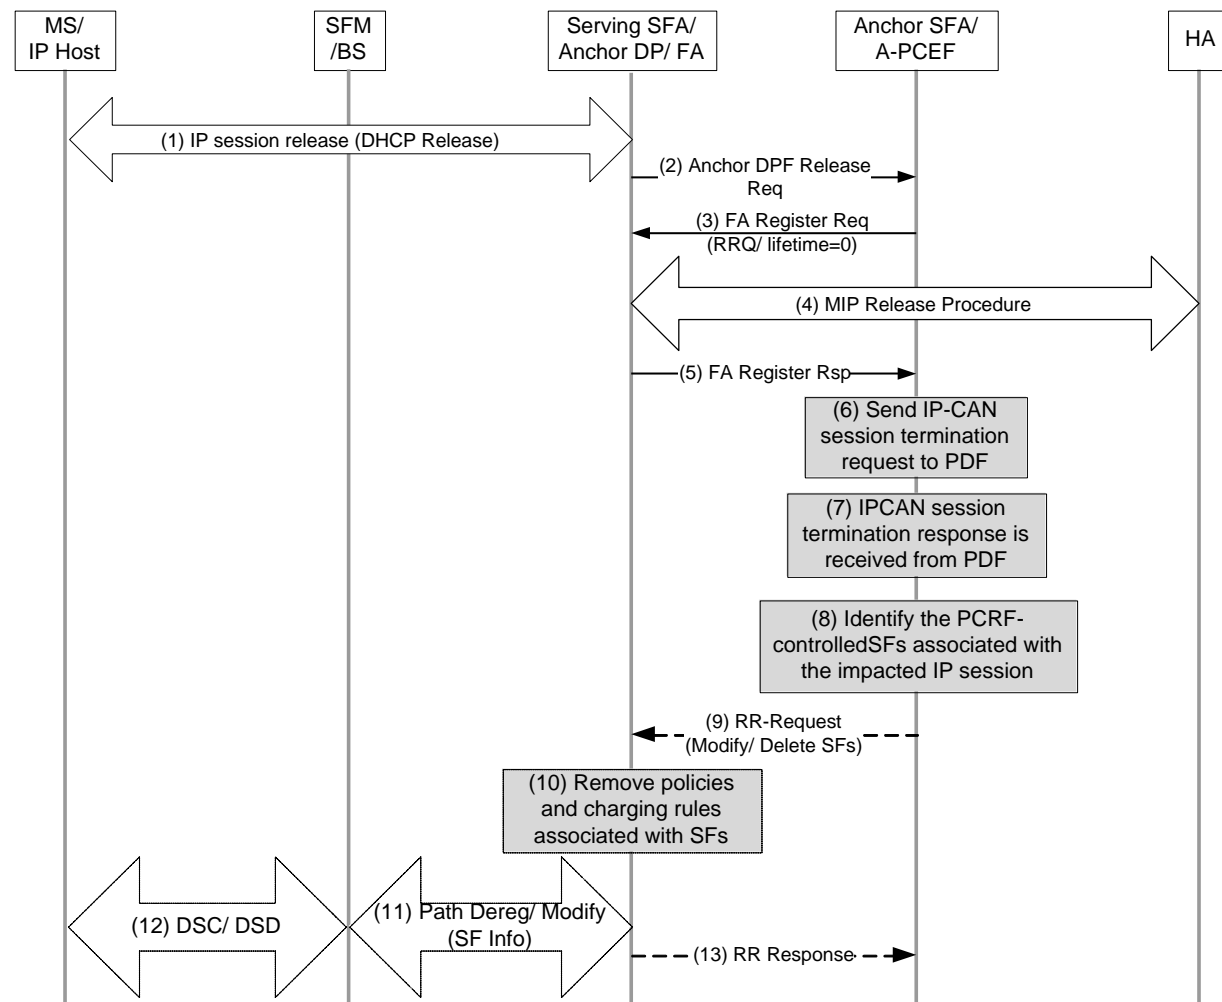 MS/
IP Host
SFM
/BS
Serving SFA/
Anchor DP/ FA
Anchor SFA/
A-PCEF
HA
(1) IP session release (DHCP Release)
(2) Anchor DPF Release
Req
(3) FA Register Req
(RRQ/ lifetime=0)
(4) MIP Release Procedure
(5) FA Register Rsp
(6) Send IP-CAN
session termination
request to PDF
(7) IPCAN session
termination response is
received from PDF
(8) Identify the PCRF-
controlledSFs associated with
the impacted IP session
(9) RR-Request
(Modify/ Delete SFs)
(10) Remove policies
and charging rules
associated with SFs
(12) DSC/ DSD
(11) Path Dereg/ Modify
(SF Info)
(13) RR Response